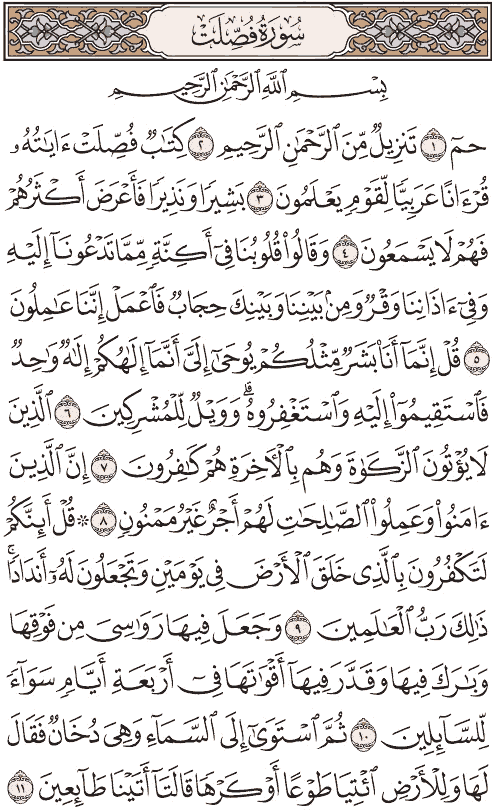 سُورَةُ فُصِّلَتْ
بِسْمِ ٱللَّهِ ٱلرَّحْمَٰنِ ٱلرَّحِيمِ
حمٓ ١ تَنزِيلٌ مِّنَ ٱلرَّحْمَٰنِ ٱلرَّحِيمِ ٢ كِتَٰبٌ فُصِّلَتْ ءَايَٰتُهُۥ
قُرْءَانًا عَرَبِيًّا لِّقَوْمٍ يَعْلَمُونَ ٣ بَشِيرًا وَنَذِيرًا فَأَعْرَضَ أَكْثَرُهُمْ
فَهُمْ لَا يَسْمَعُونَ ٤ وَقَالُوا۟ قُلُوبُنَا فِىٓ أَكِنَّةٍ مِّمَّا تَدْعُونَآ إِلَيْهِ
وَفِىٓ ءَاذَانِنَا وَقْرٌ وَمِنۢ بَيْنِنَا وَبَيْنِكَ حِجَابٌ فَٱعْمَلْ إِنَّنَا عَٰمِلُونَ
٥ قُلْ إِنَّمَآ أَنَا۠ بَشَرٌ مِّثْلُكُمْ يُوحَىٰٓ إِلَىَّ أَنَّمَآ إِلَٰهُكُمْ إِلَٰهٌ وَٰحِدٌ
فَٱسْتَقِيمُوٓا۟ إِلَيْهِ وَٱسْتَغْفِرُوهُ ۗ وَوَيْلٌ لِّلْمُشْرِكِينَ ٦ ٱلَّذِينَ
لَا يُؤْتُونَ ٱلزَّكَوٰةَ وَهُم بِٱلْءَاخِرَةِ هُمْ كَٰفِرُونَ ٧ إِنَّ ٱلَّذِينَ
ءَامَنُوا۟ وَعَمِلُوا۟ ٱلصَّٰلِحَٰتِ لَهُمْ أَجْرٌ غَيْرُ مَمْنُونٍ ٨ ۞ قُلْ أَئِنَّكُمْ
لَتَكْفُرُونَ بِٱلَّذِى خَلَقَ ٱلْأَرْضَ فِى يَوْمَيْنِ وَتَجْعَلُونَ لَهُۥٓ أَندَادًا ۚ
ذَٰلِكَ رَبُّ ٱلْعَٰلَمِينَ ٩ وَجَعَلَ فِيهَا رَوَٰسِىَ مِن فَوْقِهَا
وَبَٰرَكَ فِيهَا وَقَدَّرَ فِيهَآ أَقْوَٰتَهَا فِىٓ أَرْبَعَةِ أَيَّامٍ سَوَآءً
لِّلسَّآئِلِينَ ١٠ ثُمَّ ٱسْتَوَىٰٓ إِلَى ٱلسَّمَآءِ وَهِىَ دُخَانٌ فَقَالَ
لَهَا وَلِلْأَرْضِ ٱئْتِيَا طَوْعًا أَوْ كَرْهًا قَالَتَآ أَتَيْنَا طَآئِعِينَ ١١